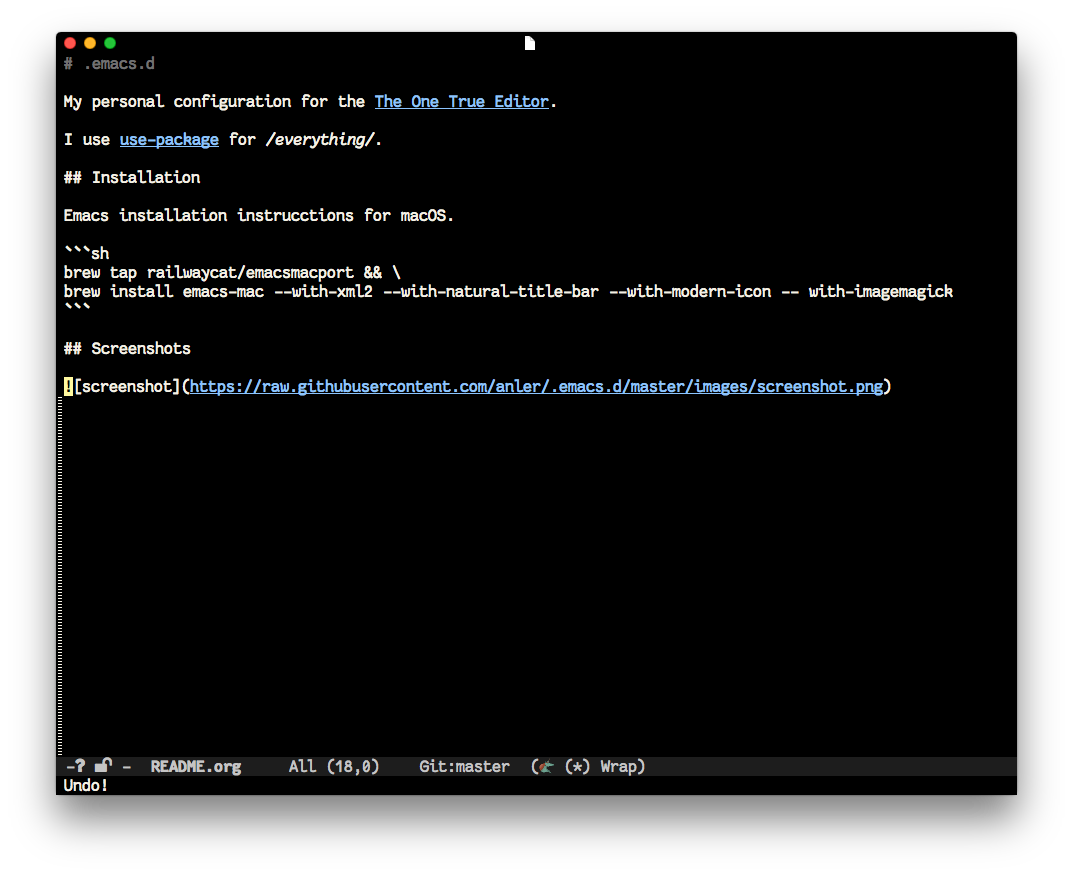 # .emacs.d
My personal configuration for the The One True Editor.
I use use-package for /everything/.
## Installation
Emacs installation instrucctions for macOS.
```sh
brew tap railwaycat/emacsmacport && \
brew install emacs-mac --with-xml2 --with-natural-title-bar --with-modern-icon -- with-imagemagick
```
## Screenshots
![screenshot](https://raw.githubusercontent.com/anler/.emacs.d/master/images/screenshot.png)
-? - README.org All (18,0) Git:master ( (*) Wrap)
Undo!